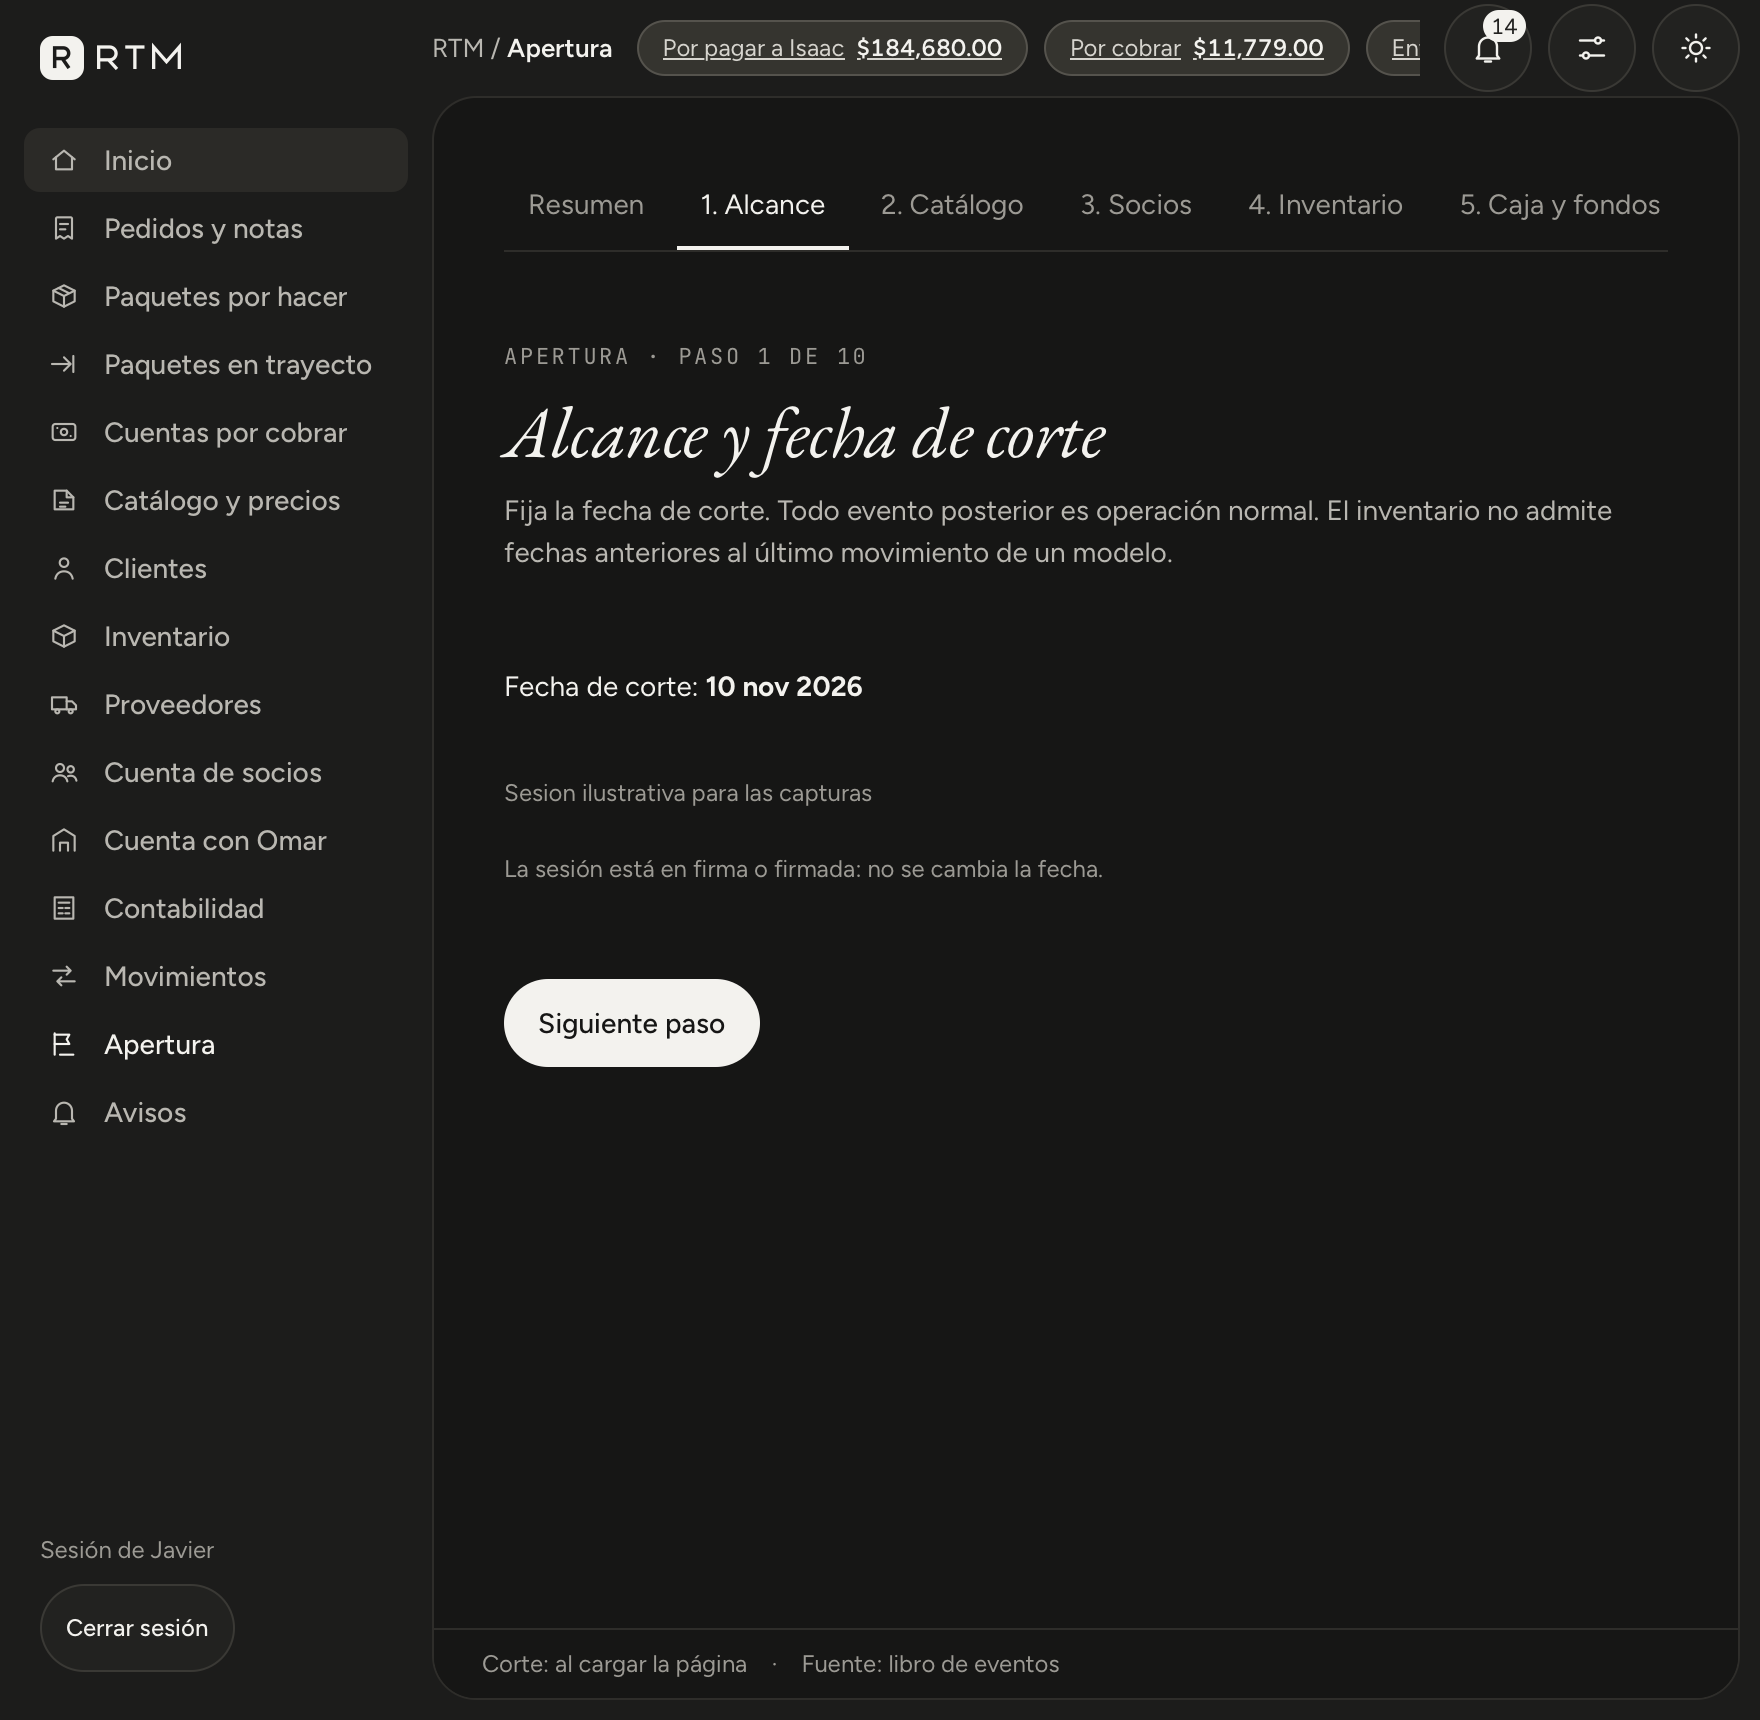 R RTM
RTM / Apertura
Por pagar a Isaac $184,680.00
Por cobrar $11,779.00
14
Inicio
Pedidos y notas
Paquetes por hacer
Paquetes en trayecto
Cuentas por cobrar
Catálogo y precios
Clientes
Inventario
Proveedores
Cuenta de socios
Cuenta con Omar
Contabilidad
Movimientos
Apertura
Avisos
Sesión de Javier
Cerrar sesión
Resumen 1. Alcance 2. Catálogo 3. Socios 4. Inventario 5. Caja y fondos
APERTURA · PASO 1 DE 10
Alcance y fecha de corte
Fija la fecha de corte. Todo evento posterior es operación normal. El inventario no admite
fechas anteriores al último movimiento de un modelo.
Fecha de corte: 10 nov 2026
Sesion ilustrativa para las capturas
La sesión está en firma o firmada: no se cambia la fecha.
Siguiente paso
Corte: al cargar la página · Fuente: libro de eventos